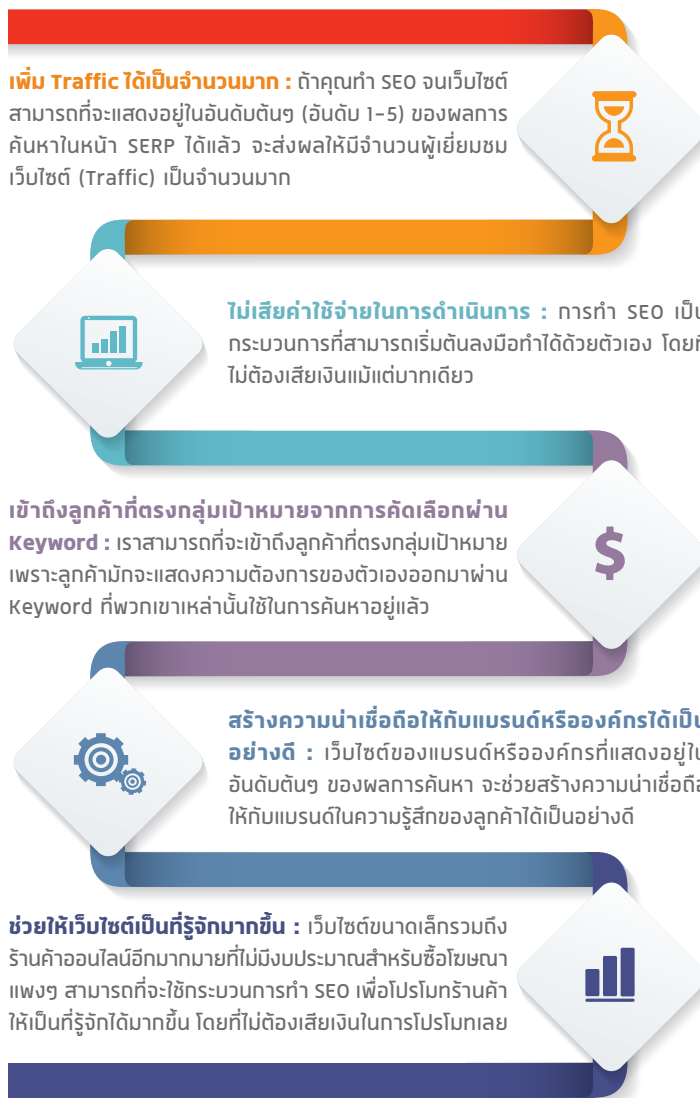 เพิ่ม Traffic ได้เป็นจำนวนมาก : ถ้าคุณทำ SEO จนเว็บไซต์
สามารถที่จะแสดงอยู่ในอันดับต้นๆ (อันดับ 1-5) ของผลการ
ค้นหาในหน้า SERP ได้แล้ว จะส่งผลให้มีจำนวนผู้เยี่ยมชม
เว็บไซต์ (Traffic) เป็นจำนวนมาก
ไม่เสียค่าใช้จ่ายในการดำเนินการ : การทำ SEO เป็น
กระบวนการที่สามารถเริ่มต้นลงมือทำได้ด้วยตัวเอง โดยที่
ไม่ต้องเสียเงินแม้แต่บาทเดียว
เข้าถึงลูกค้าที่ตรงกลุ่มเป้าหมายจากการคัดเลือกผ่าน
Keyword : เราสามารถที่จะเข้าถึงลูกค้าที่ตรงกลุ่มเป้าหมาย
เพราะลูกค้ามักจะแสดงความต้องการของตัวเองออกมาผ่าน
Keyword ที่พวกเขาเหล่านั้นใช้ในการค้นหาอยู่แล้ว
$
สร้างความน่าเชื่อถือให้กับแบรนด์หรือองค์กรได้เป็น
อย่างดี : เว็บไซต์ของแบรนด์หรือองค์กรที่แสดงอยู่ใน
อันดับต้นๆ ของผลการค้นหา จะช่วยสร้างความน่าเชื่อถือ
ให้กับแบรนด์ในความรู้สึกของลูกค้าได้เป็นอย่างดี
ช่วยให้เว็บไซต์เป็นที่รู้จักมากขึ้น : เว็บไซต์ขนาดเล็กรวมถึง
ร้านค้าออนไลน์อีกมากมายที่ไม่มีงบประมาณสำหรับซื้อโฆษณา
แพงๆ สามารถที่จะใช้กระบวนการทำ SEO เพื่อโปรโมทร้านค้า
ให้เป็นที่รู้จักได้มากขึ้น โดยที่ไม่ต้องเสียเงินในการโปรโมทเลย